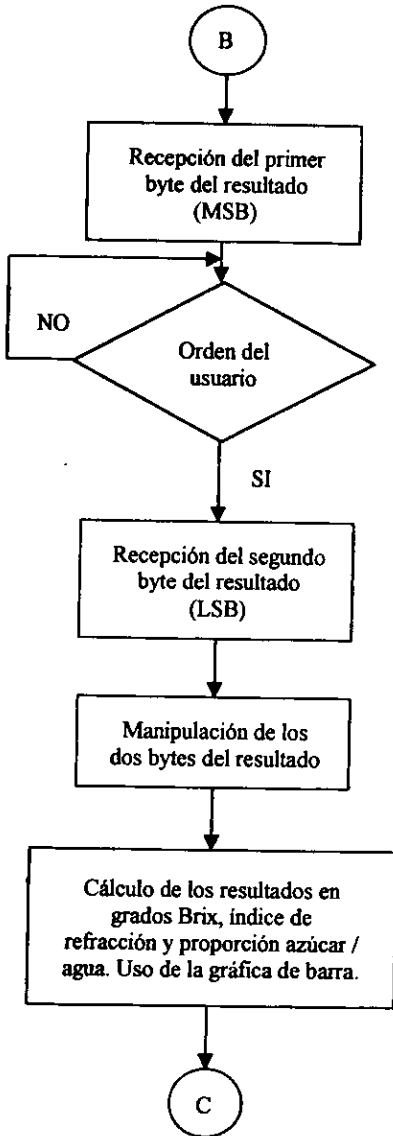 B
Recepción del primer
byte del resultado
(MSB)
NO
Orden del
usuario
SI
Recepción del segundo
byte del resultado
(LSB)
Manipulación de los
dos bytes del resultado
Cálculo de los resultados en
grados Brix, índice de
refracción y proporción azúcar /
agua. Uso de la gráfica de barra.
C